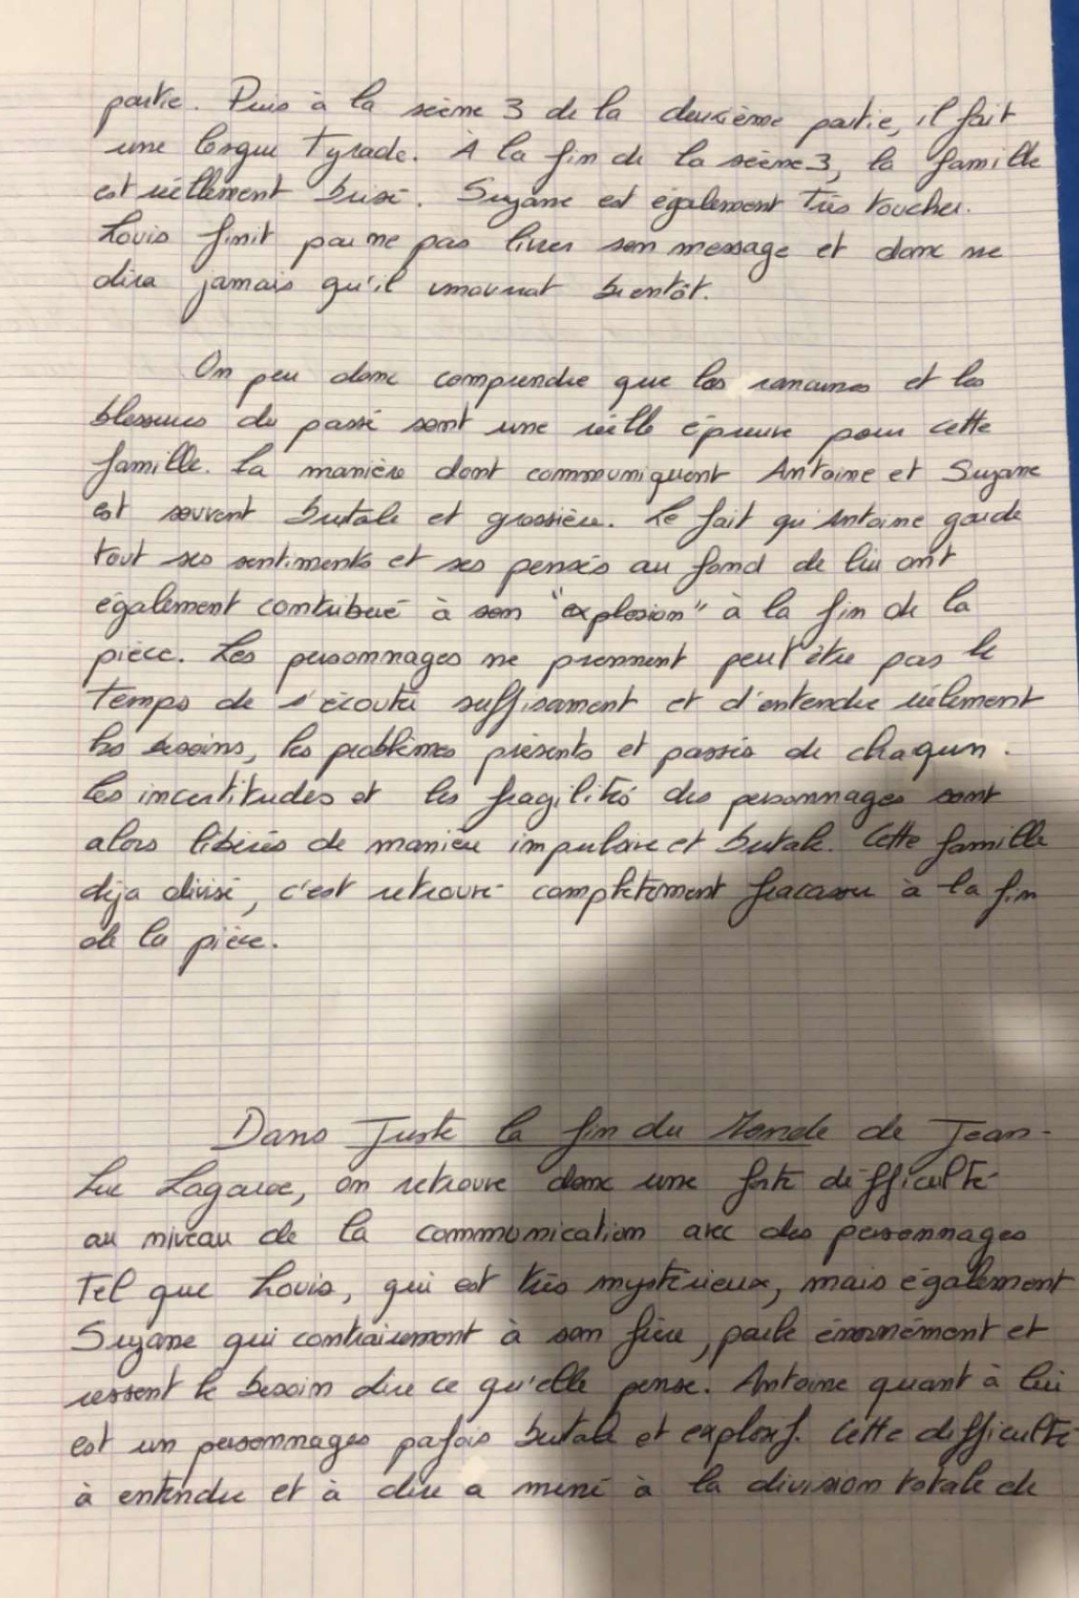 partie. Puis à la scème 3 de la deuxième partie, il fait
une longue Tyrade. À la fin de la scème 3, la famille
est réellement brisé. Suzane est également Très toucher.
Louis finit par ne pas livrer son message et donc ne
dira jamais qu'il mourrat bientôt.
On peu donc comprendre que les rancunes et les
blessures du passé sont une réelle épreuve pour cette
famille. La manière dont communiquent Antoine et Suzane
est souvent brutale et grossière. Le fait qu'Antoine garde
tout ses sentiments et ses pensés au fond de lui ont
également contribué à son "explosion" à la fin de la
pièce. Les personnages ne prennent peut être pas le
temps de s'écouté suffisament et d'entendre réelement
les besoins, les problèmes présents et passés de chaqun.
Les incertitudes et les fragilités des personnages sont
alors libérés de manière impulsive et brutale. Cette famille
déja divisé, c'est retrouvé complètement fracassée à la fin
de la pièce.
Dans Juste la fin du Monde de Jean-
Luc Lagarce, on retrouve donc une forte difficulté
au niveau de la communication avec des personnages
Tel que Louis, qui est très mystérieux, mais également
Suzane qui contrairement à son frère, parle énormément et
ressent le besoin dire ce qu'elle pense. Antoine quant à lui
est un personnages parfois brutale et explosif. Cette difficulté
à entendre et à dire a mené à la division totale de